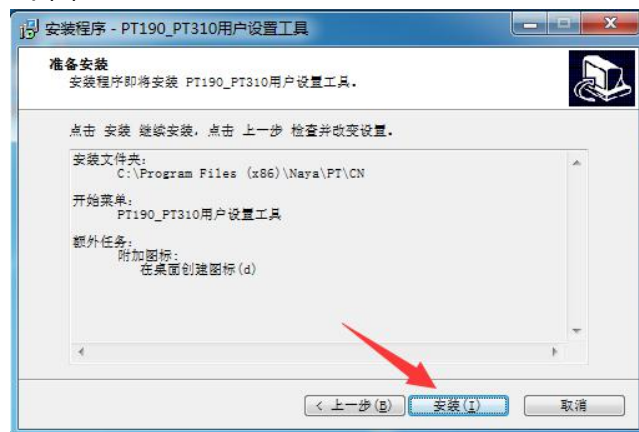 安装程序 - PT190_PT310用户设置工具
准备安装
安装程序即将安装 PT190_PT310用户设置工具。
点击 安装 继续安装，点击 上一步 检查并改变设置。
安装文件夹：
C:\Program Files (x86)\Naya\PT\CN
开始菜单：
PT190_PT310用户设置工具
额外任务：
附加图标：
在桌面创建图标(d)
< 上一步(B) 安装(I) 取消